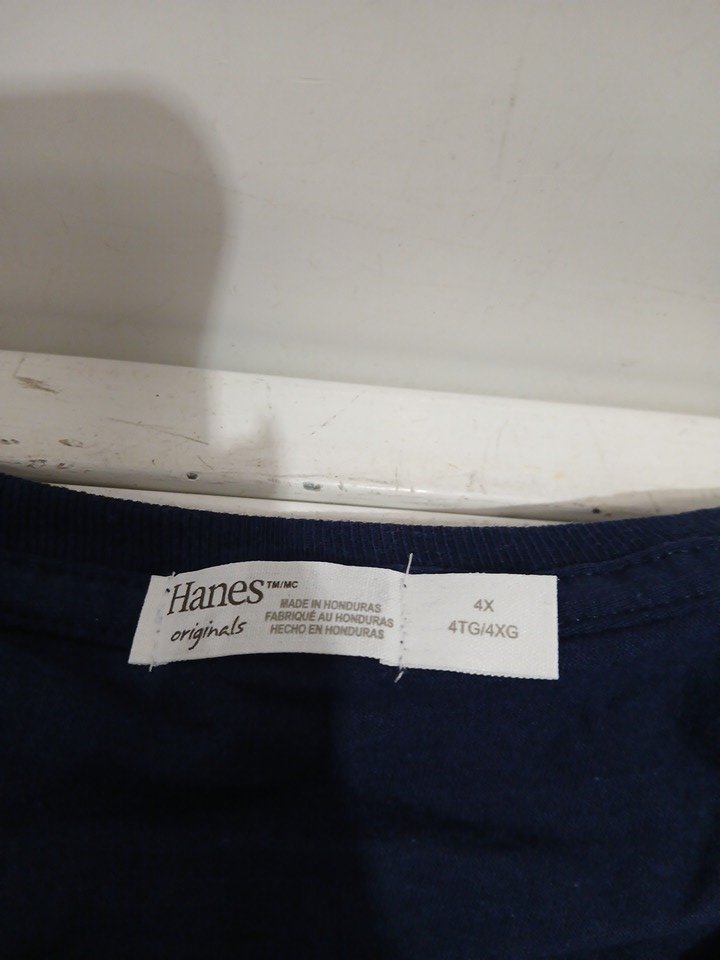 Hanes TM/MC
originals
MADE IN HONDURAS
FABRIQUÉ AU HONDURAS
HECHO EN HONDURAS
4X
4TG/4XG